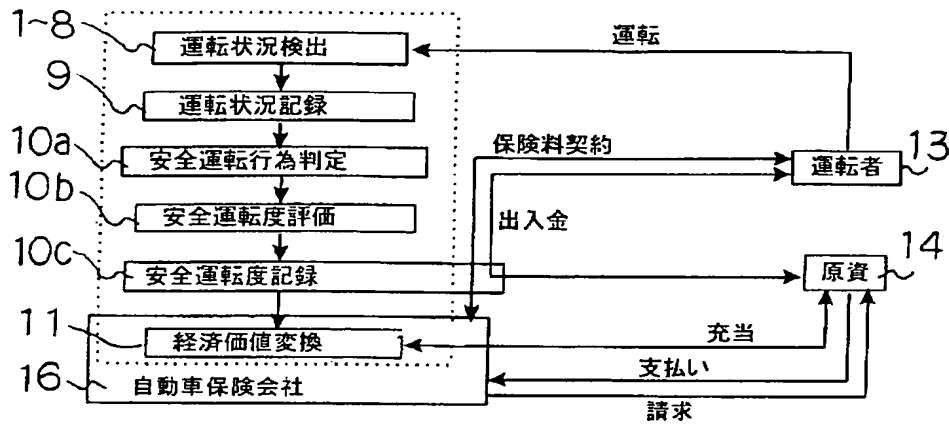 1~8
運転状況検出
運転
9
運転状況記録
10a
安全運転行為判定
保険料契約
運転者
13
10b
安全運転度評価
出入金
10c
安全運転度記録
原資
14
11
経済価値変換
充当
16
自動車保険会社
支払い
請求